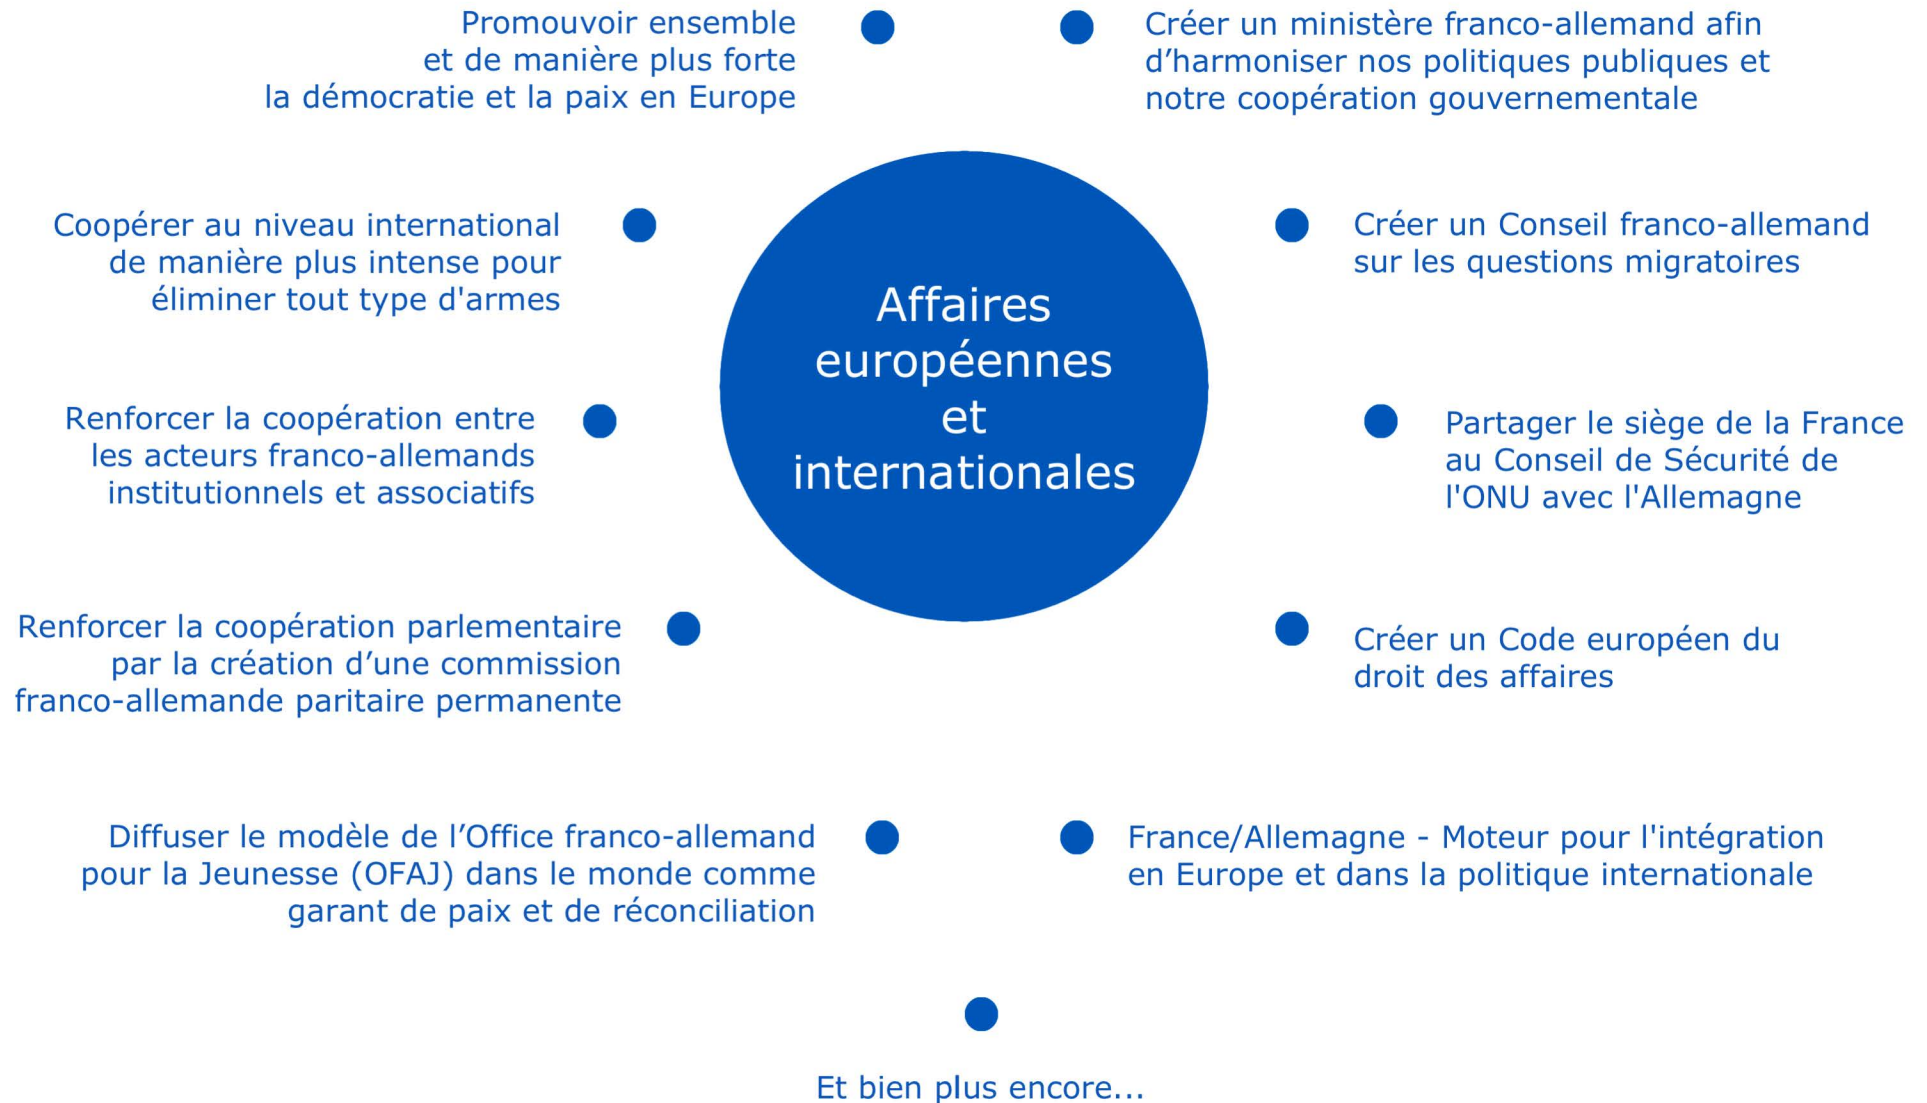 Promouvoir ensemble
et de manière plus forte
la démocratie et la paix en Europe
Créer un ministère franco-allemand afin
d’harmoniser nos politiques publiques et
notre coopération gouvernementale
Coopérer au niveau international
de manière plus intense pour
éliminer tout type d'armes
Créer un Conseil franco-allemand
sur les questions migratoires
Affaires
européennes
et
internationales
Renforcer la coopération entre
les acteurs franco-allemands
institutionnels et associatifs
Partager le siège de la France
au Conseil de Sécurité de
l'ONU avec l'Allemagne
Renforcer la coopération parlementaire
par la création d’une commission
franco-allemande paritaire permanente
Créer un Code européen du
droit des affaires
Diffuser le modèle de l’Office franco-allemand
pour la Jeunesse (OFAJ) dans le monde comme
garant de paix et de réconciliation
France/Allemagne - Moteur pour l'intégration
en Europe et dans la politique internationale
Et bien plus encore...